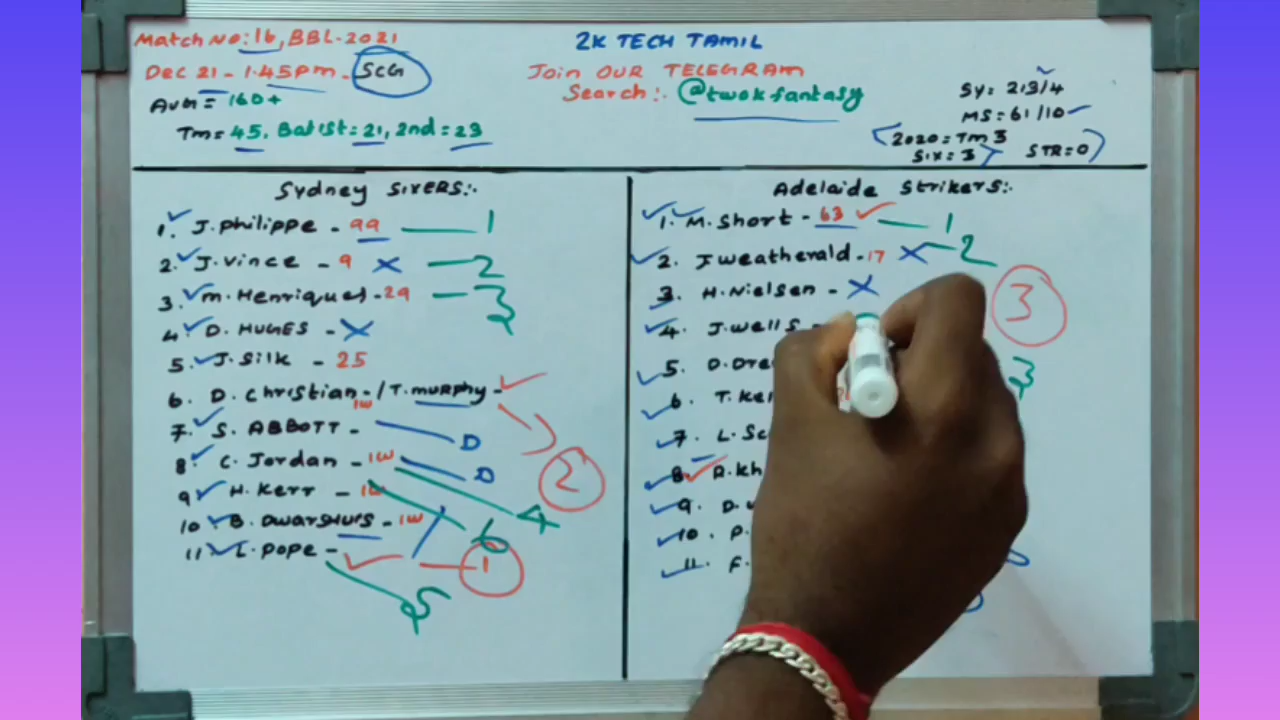 Match No:16, BBL-2021
Dec 21 - 1.45pm - SCG
AVG = 160+
Tm = 45, Bat 1st = 21, 2nd = 23
2K TECH TAMIL
Join OUR TELEGRAM
Search:- @twokfantasy
SY: 2,3/4
MS = 61/10
2020 = Tm 3
SIX = 3 STR = 0
Sydney SIXERS:-
1. J. Philippe - 99 1
2. J. Vince - 9 X 2
3. M. Henriques - 29 3
4. D. HUGES - X
5. J. Silk - 25
6. D. Christian - / T. MURPHY -
1W
7. S. ABBOTT - D
8. C. Jordan - 1W D 4
9. H. Kerr - 1W 6
10. B. DWARSHUIS - 1W
11. L. Pope - 5
1
2
Adelaide Strikers:-
1. M. Short - 63 1
2. J weatherald - 17 X 2
3. H. Nielsen - X
4. J. wells
5. D.
6. T.
7. L.
8.
9. D.
10. P.
11. F.
3
3